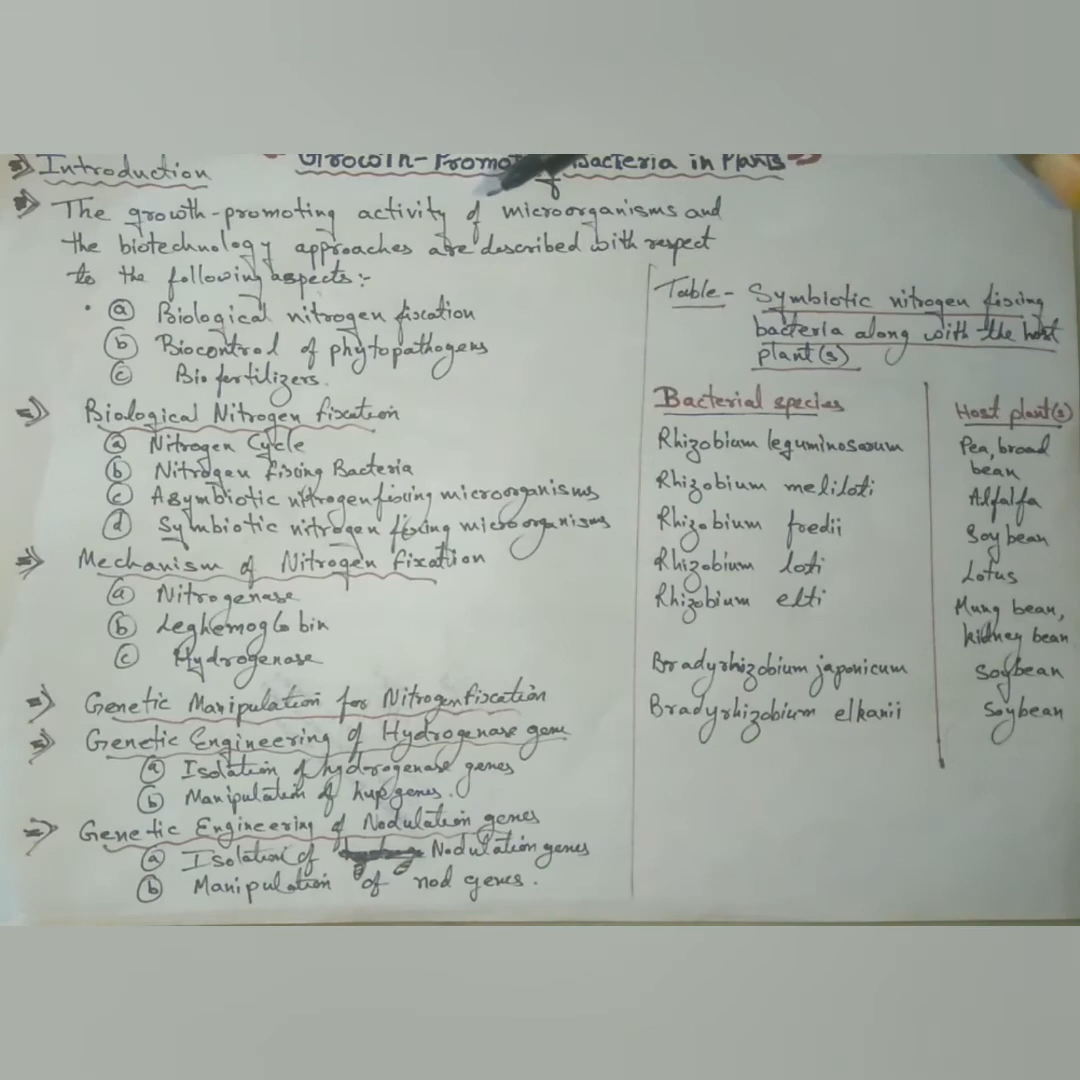 Growth-Promoting Bacteria in Plants
⇒ Introduction
⇒ The growth-promoting activity of microorganisms and
the biotechnology approaches are described with respect
to the following aspects:-
ⓐ Biological nitrogen fixation
ⓑ Biocontrol of phytopathogens
ⓒ Biofertilizers.
⇒ Biological Nitrogen fixation
ⓐ Nitrogen Cycle
ⓑ Nitrogen fixing Bacteria
ⓒ Asymbiotic nitrogen fixing microorganisms
ⓓ Symbiotic nitrogen fixing microorganisms
⇒ Mechanism of Nitrogen fixation
ⓐ Nitrogenase
ⓑ Leghemoglobin
ⓒ Hydrogenase
⇒ Genetic Manipulation for Nitrogen fixation
⇒ Genetic Engineering of Hydrogenase gene
ⓐ Isolation of hydrogenase genes
ⓑ Manipulation of hup genes.
⇒ Genetic Engineering of Nodulation genes
ⓐ Isolation of Nodulation genes
ⓑ Manipulation of nod genes.
Table- Symbiotic nitrogen fixing
bacteria along with the host
plant(s)
Bacterial species Host plant(s)
Rhizobium leguminosarum Pea, broad
bean
Rhizobium meliloti Alfalfa
Rhizobium foedii Soybean
Rhizobium loti Lotus
Rhizobium elti Mung bean,
kidney bean
Bradyrhizobium japonicum Soybean
Bradyrhizobium elkanii Soybean